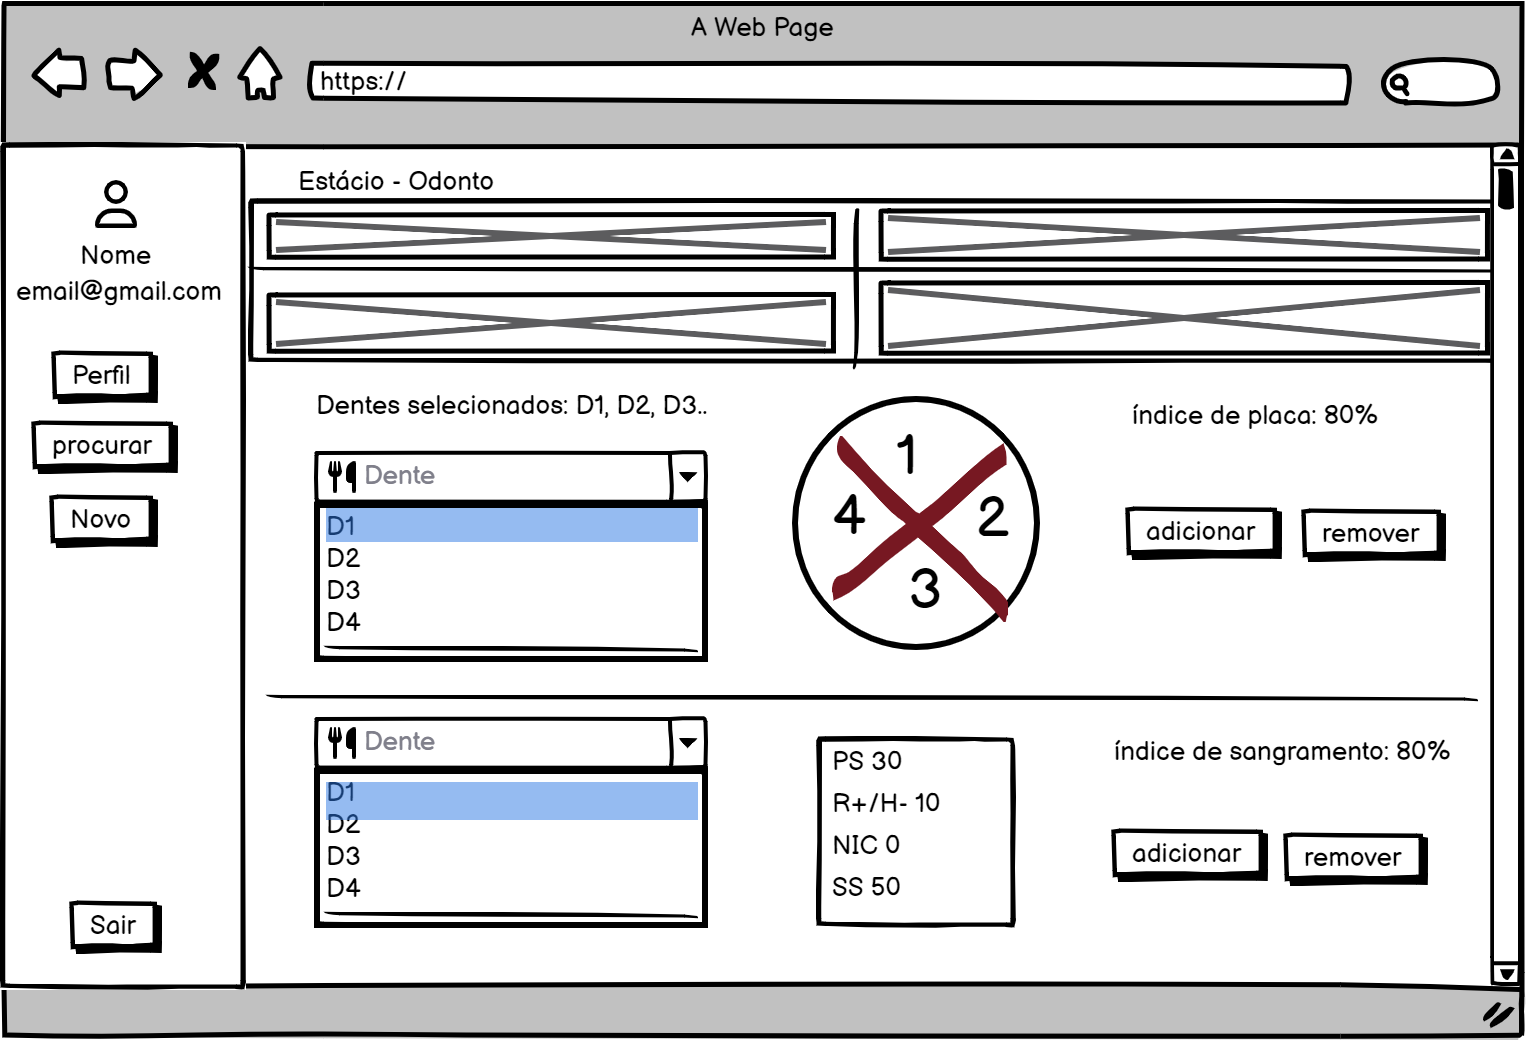 A Web Page
https://
Nome
email@gmail.com
Perfil
procurar
Novo
Sair
Estácio - Odonto
Dentes selecionados: D1, D2, D3..
Dente
D1
D2
D3
D4
1
4
2
3
índice de placa: 80%
adicionar
remover
Dente
D1
D2
D3
D4
PS 30
R+/H- 10
NIC 0
SS 50
índice de sangramento: 80%
adicionar
remover